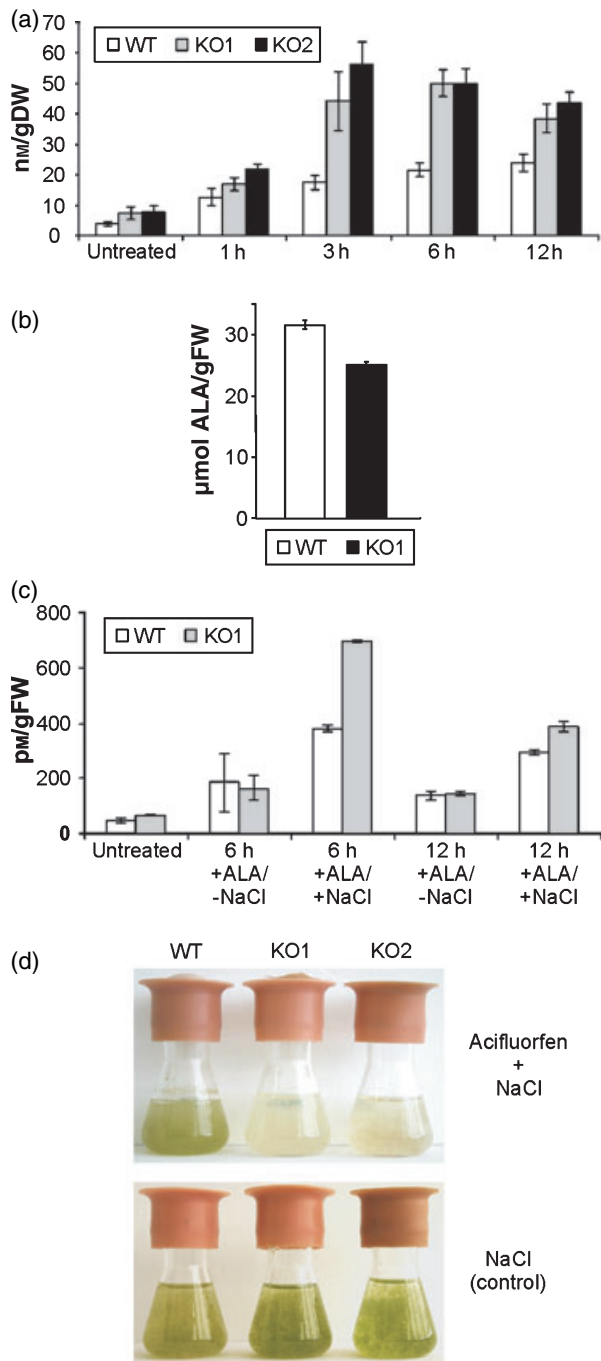 (a)
70
60
50
40
30
20
10
0
nM/gDW
WT KO1 KO2
Untreated 1 h 3 h 6 h 12 h
(b)
30
20
10
0
µmol ALA/gFW
WT KO1
(c)
800
600
400
200
0
pM/gFW
WT KO1
Untreated 6 h 6 h 12 h 12 h
+ALA/ +ALA/ +ALA/ +ALA/
-NaCl +NaCl -NaCl +NaCl
(d)
WT KO1 KO2
Acifluorfen
+
NaCl
NaCl
(control)